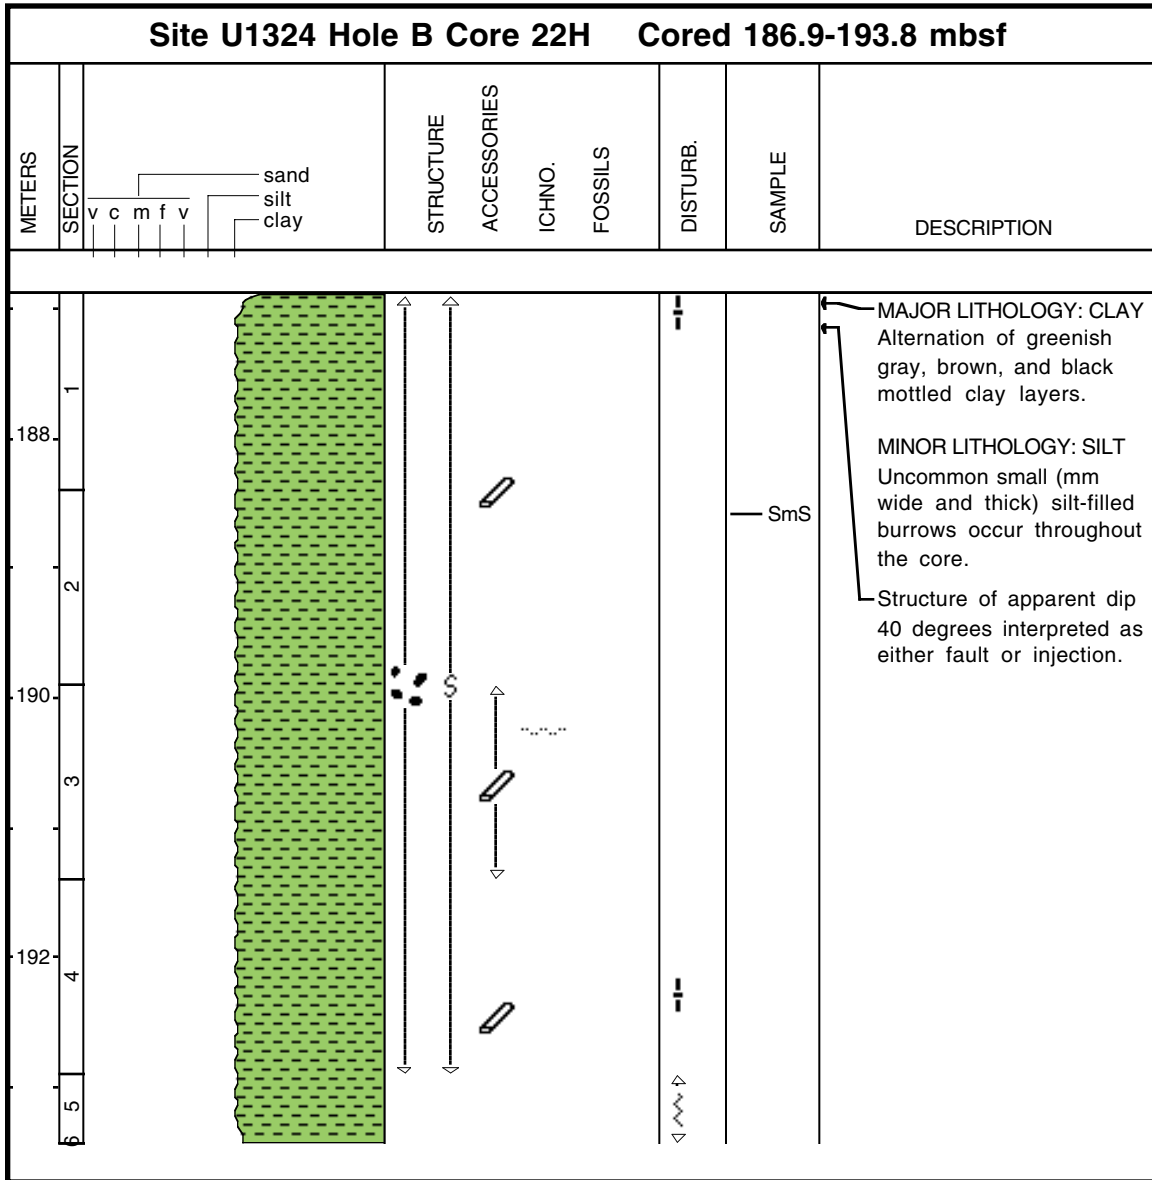 Site U1324 Hole B Core 22H Cored 186.9-193.8 mbsf
METERS
SECTION
v c m f v
sand
silt
clay
STRUCTURE
ACCESSORIES
ICHNO.
FOSSILS
DISTURB.
SAMPLE
DESCRIPTION
188
190
192
1
2
3
4
5
6
S
SmS
MAJOR LITHOLOGY: CLAY
Alternation of greenish
gray, brown, and black
mottled clay layers.
MINOR LITHOLOGY: SILT
Uncommon small (mm
wide and thick) silt-filled
burrows occur throughout
the core.
Structure of apparent dip
40 degrees interpreted as
either fault or injection.